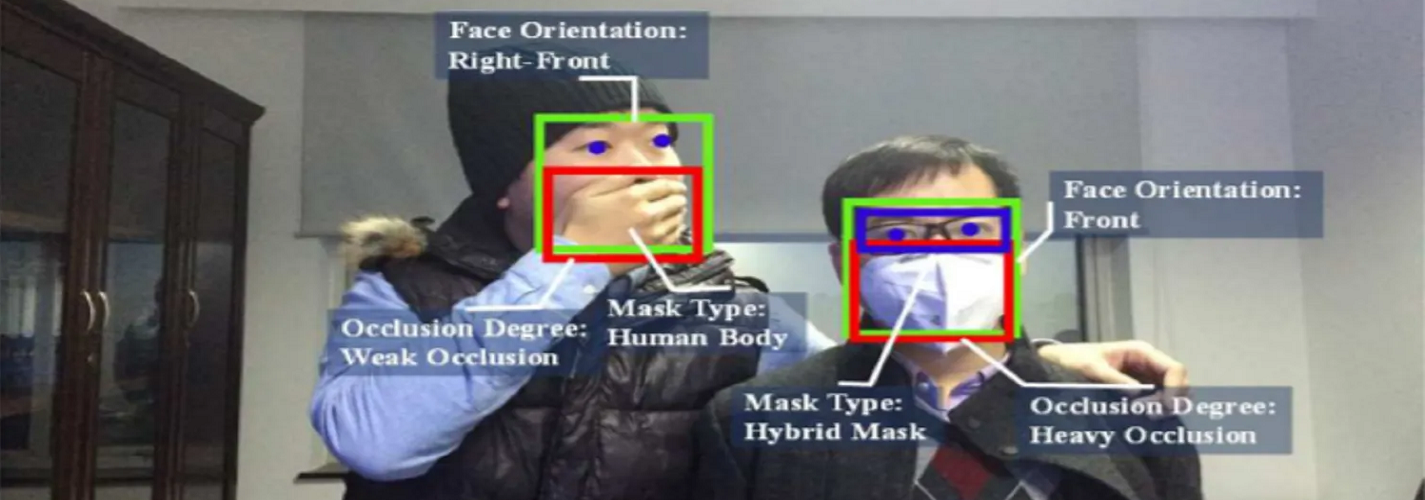 Face Orientation:
Right-Front
Face Orientation:
Front
Occlusion Degree:
Weak Occlusion
Mask Type:
Human Body
Mask Type:
Hybrid Mask
Occlusion Degree:
Heavy Occlusion